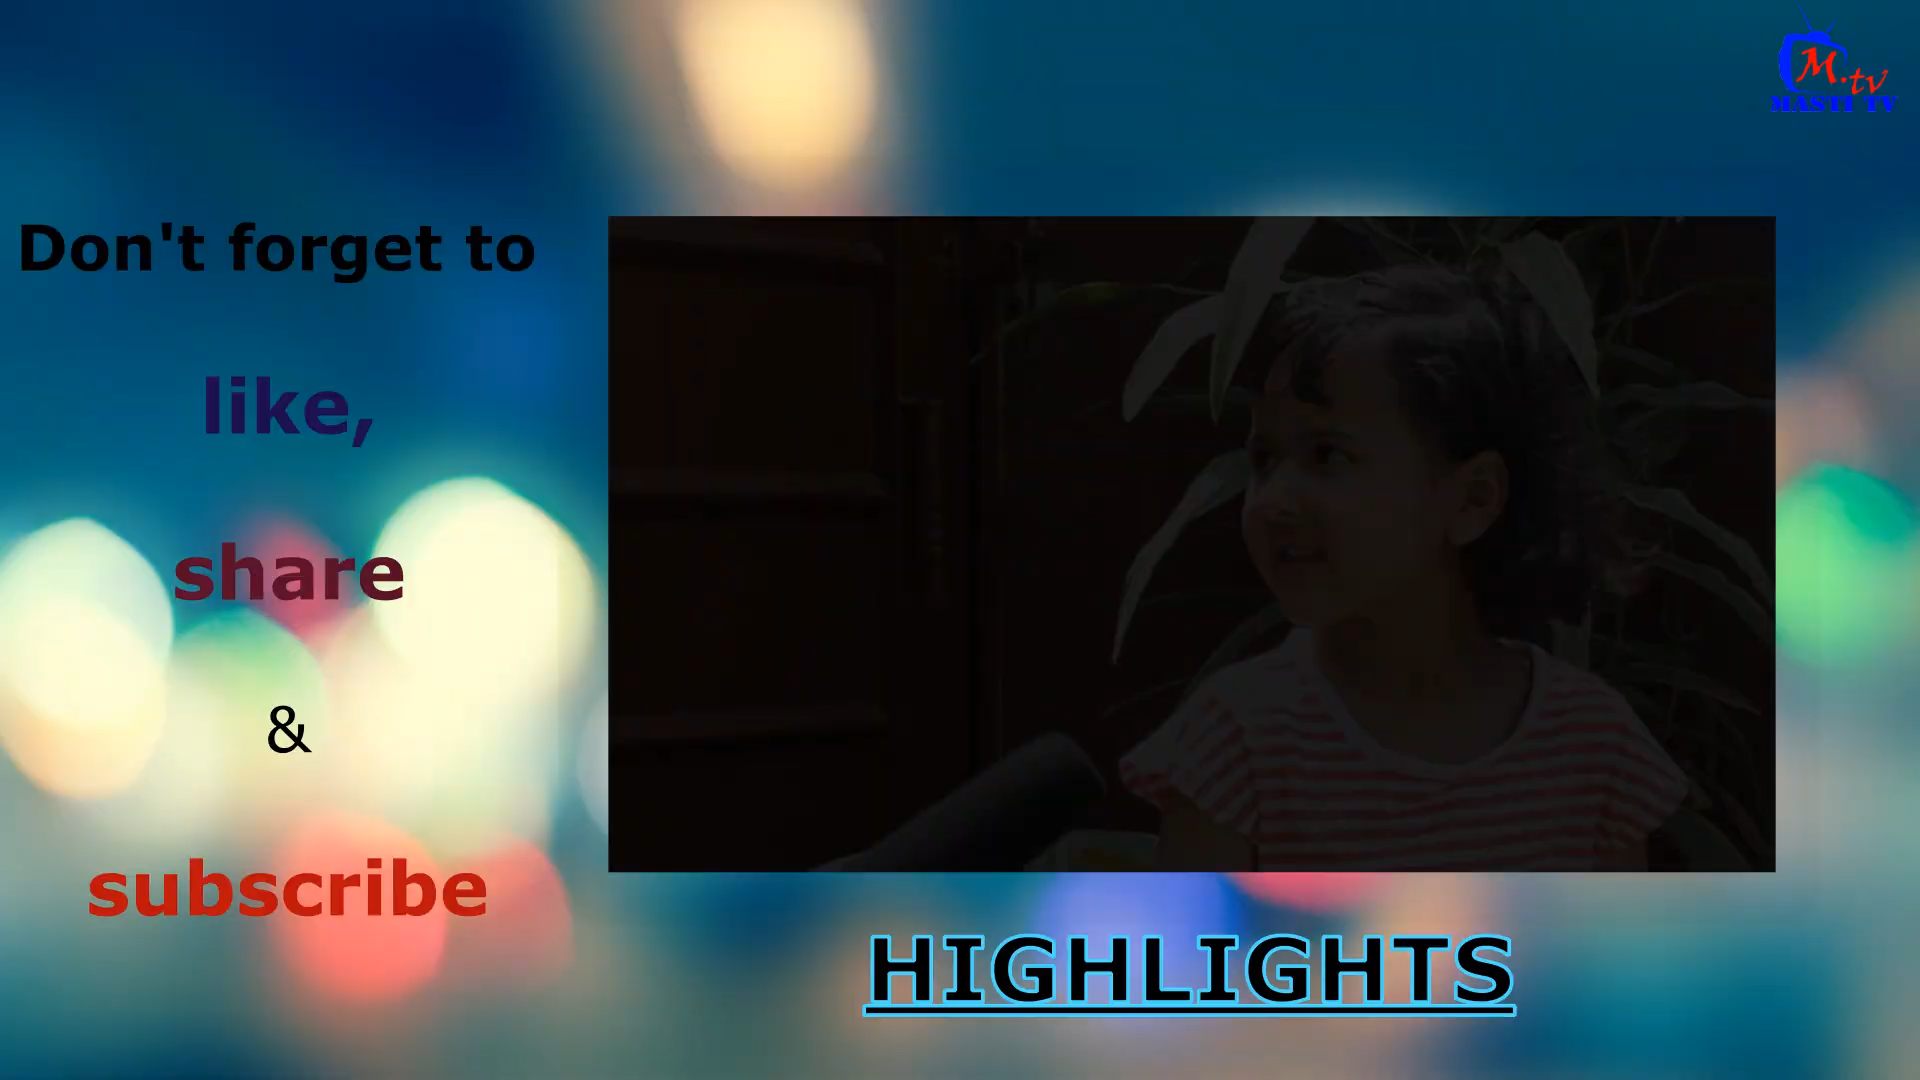 M.tv
MASTI TV
Don't forget to
like,
share
&
subscribe
HIGHLIGHTS